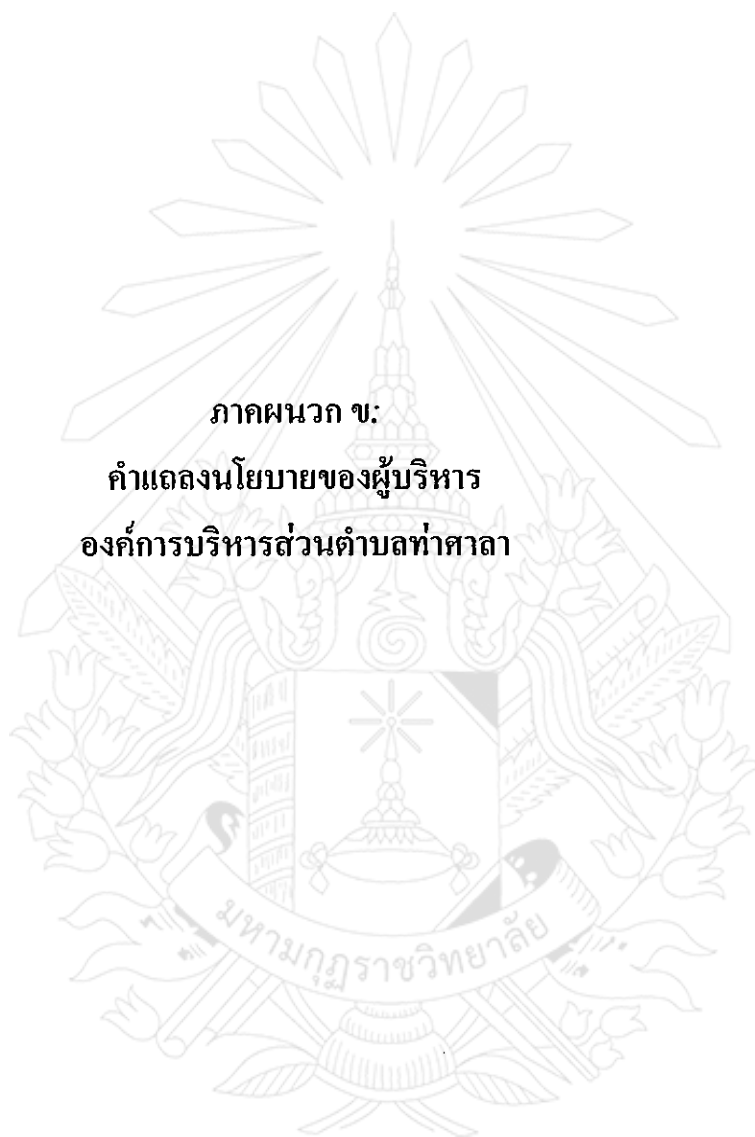 ภาคผนวก ข:
คำแถลงนโยบายของผู้บริหาร
องค์การบริหารส่วนตำบลท่าศาลา
มหามกุฏราชวิทยาลัย